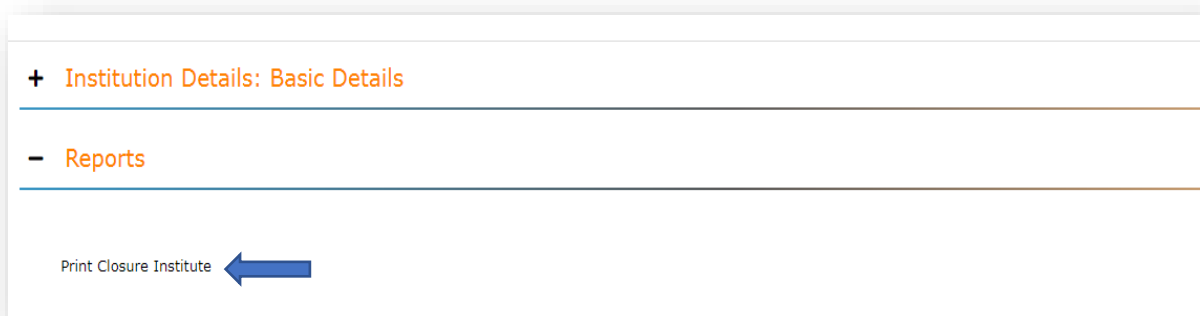 + Institution Details: Basic Details
− Reports
Print Closure Institute